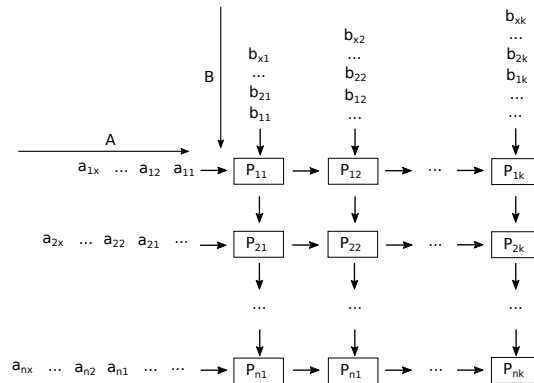 b_xk
b_x2 ...
b_x1 ... b_2k
... b_22 b_1k
B
b_21 b_12 ...
b_11 ... ...
A
a_1x ... a_12 a_11 P_11 P_12 ... P_1k
a_2x ... a_22 a_21 ... P_21 P_22 ... P_2k
... ... ...
a_nx ... a_n2 a_n1 ... ... P_n1 P_n1 ... P_nk